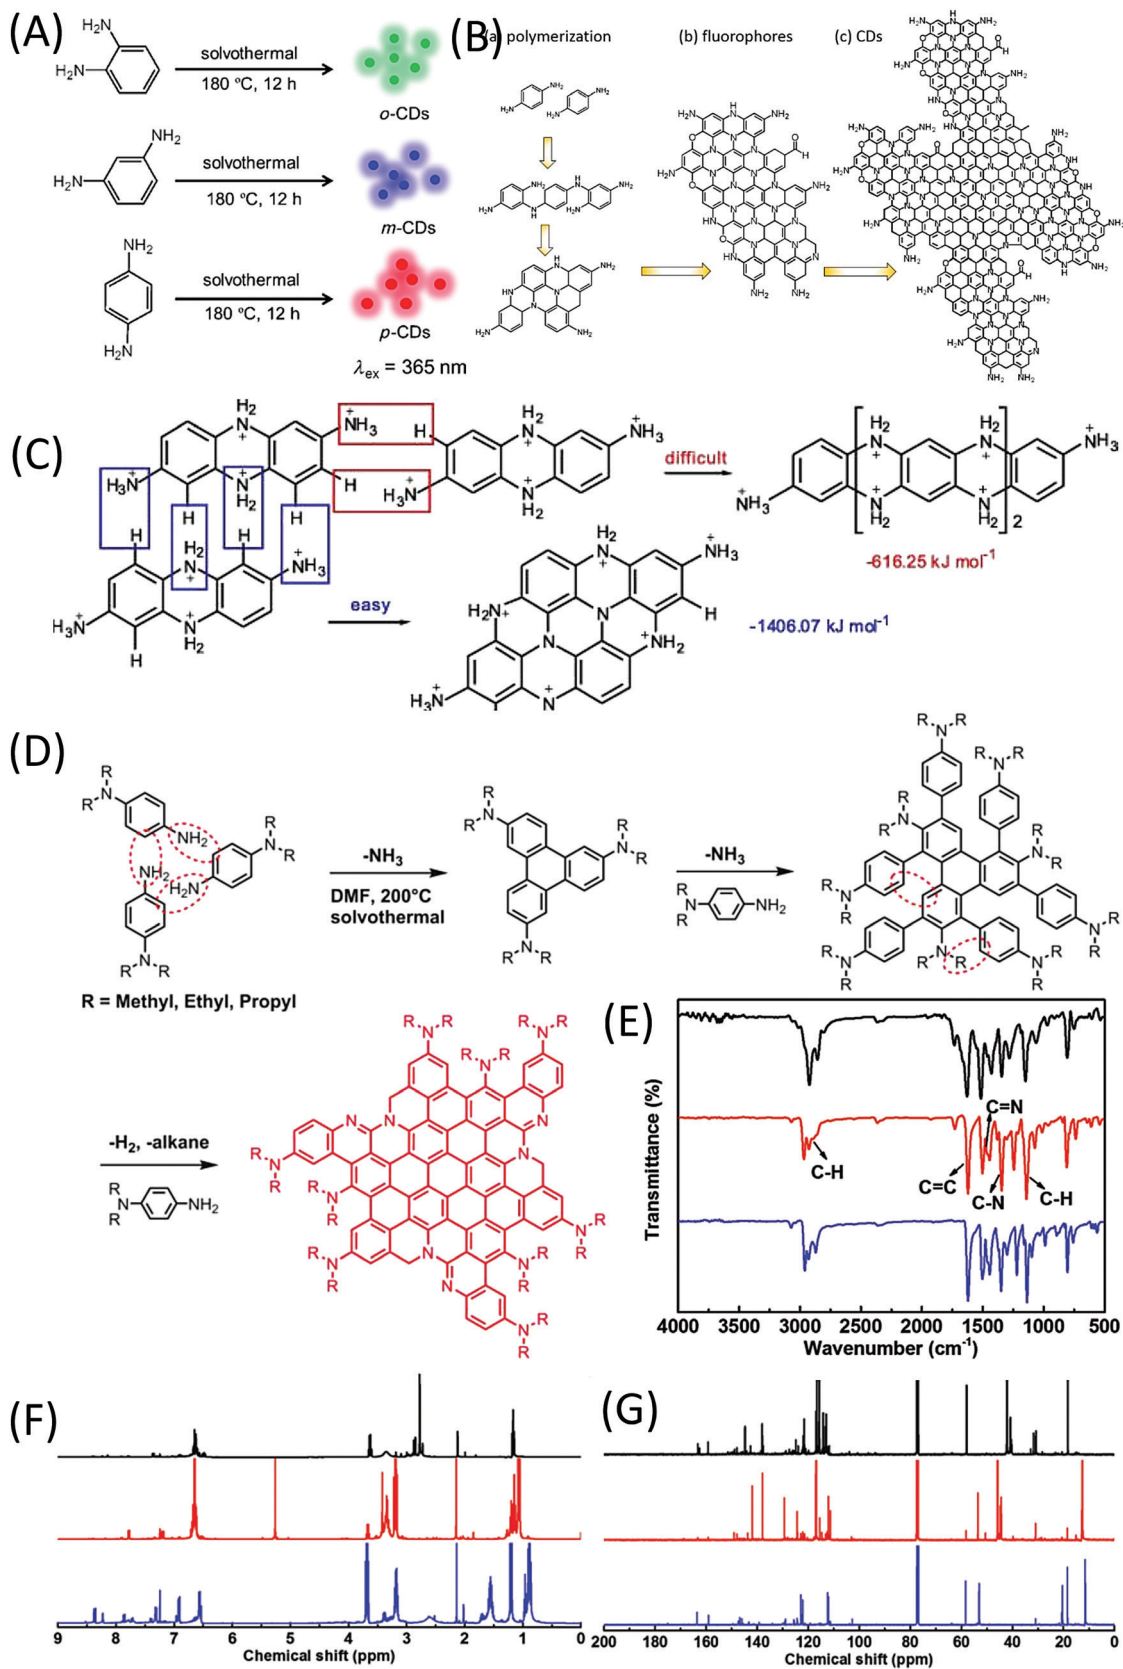 (A)
H₂N
H₂N
solvothermal
180 ºC, 12 h
o-CDs
NH₂
H₂N
solvothermal
180 ºC, 12 h
m-CDs
NH₂
H₂N
solvothermal
180 ºC, 12 h
p-CDs
λex = 365 nm
(B)
(a) polymerization
(b) fluorophores
(c) CDs
(C)
difficult
-616.25 kJ mol⁻¹
easy
-1406.07 kJ mol⁻¹
(D)
-NH₃
DMF, 200°C
solvothermal
-NH₃
R = Methyl, Ethyl, Propyl
-H₂, -alkane
(E)
Transmittance (%)
C-H
C=C
C=N
C-N
C-H
4000 3500 3000 2500 2000 1500 1000 500
Wavenumber (cm⁻¹)
(F)
9 8 7 6 5 4 3 2 1 0
Chemical shift (ppm)
(G)
200 180 160 140 120 100 80 60 40 20 0
Chemical shift (ppm)